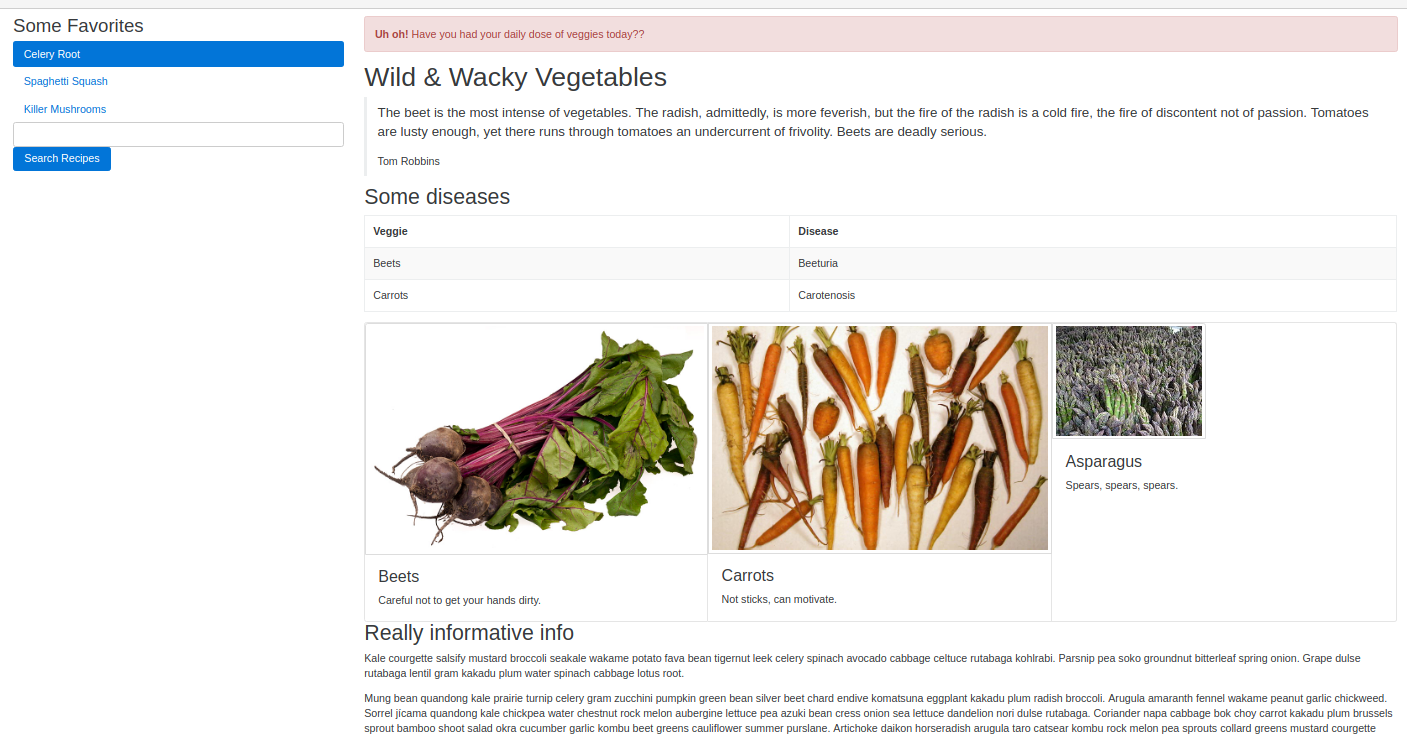 Some Favorites
Celery Root
Spaghetti Squash
Killer Mushrooms
Search Recipes
Uh oh! Have you had your daily dose of veggies today??
Wild & Wacky Vegetables
The beet is the most intense of vegetables. The radish, admittedly, is more feverish, but the fire of the radish is a cold fire, the fire of discontent not of passion. Tomatoes
are lusty enough, yet there runs through tomatoes an undercurrent of frivolity. Beets are deadly serious.
Tom Robbins
Some diseases
Veggie Disease
Beets Beeturia
Carrots Carotenosis
Beets
Careful not to get your hands dirty.
Carrots
Not sticks, can motivate.
Asparagus
Spears, spears, spears.
Really informative info
Kale courgette salsify mustard broccoli seakale wakame potato fava bean tigernut leek celery spinach avocado cabbage celtuce rutabaga kohlrabi. Parsnip pea soko groundnut bitterleaf spring onion. Grape dulse
rutabaga lentil gram kakadu plum water spinach cabbage lotus root.
Mung bean quandong kale prairie turnip celery gram zucchini pumpkin green bean silver beet chard endive komatsuna eggplant kakadu plum radish broccoli. Arugula amaranth fennel wakame peanut garlic chickweed.
Sorrel jícama quandong kale chickpea water chestnut rock melon aubergine lettuce pea azuki bean cress onion sea lettuce dandelion nori dulse rutabaga. Coriander napa cabbage bok choy carrot kakadu plum brussels
sprout bamboo shoot salad okra cucumber garlic kombu beet greens cauliflower summer purslane. Artichoke daikon horseradish arugula taro catsear kombu rock melon pea sprouts collard greens mustard courgette